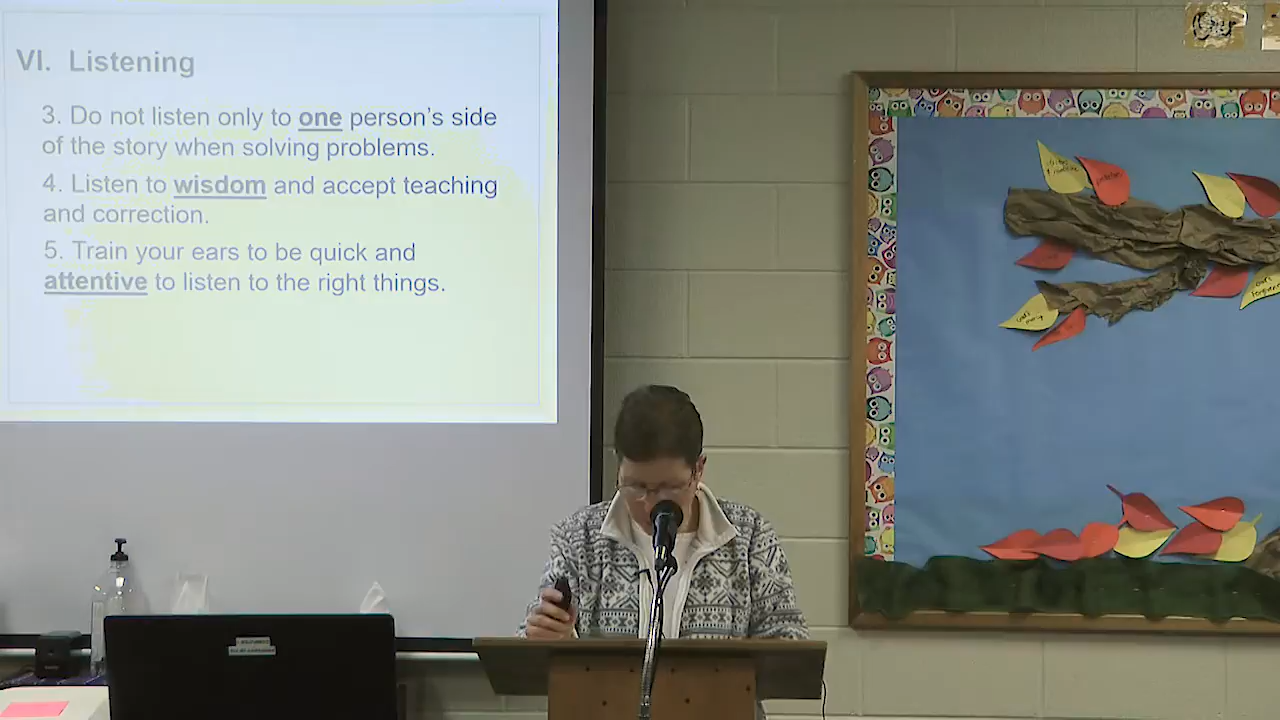 VI. Listening
3. Do not listen only to one person's side
of the story when solving problems.
4. Listen to wisdom and accept teaching
and correction.
5. Train your ears to be quick and
attentive to listen to the right things.